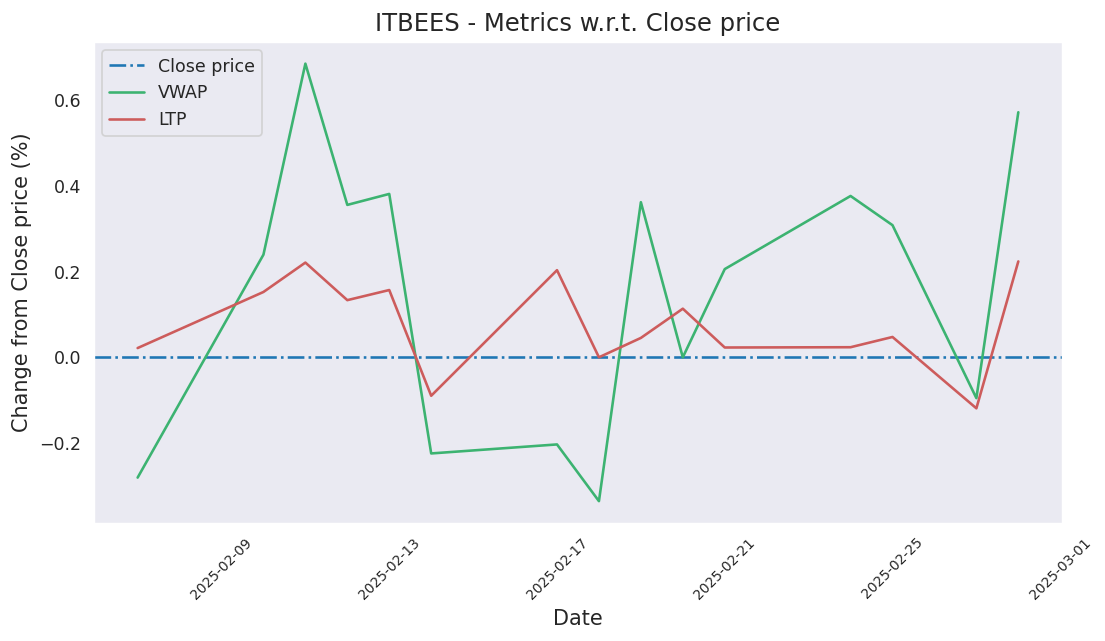 ITBEES - Metrics w.r.t. Close price
Close price
VWAP
LTP
Change from Close price (%)
0.6
0.4
0.2
0.0
−0.2
2025-02-09
2025-02-13
2025-02-17
2025-02-21
2025-02-25
2025-03-01
Date